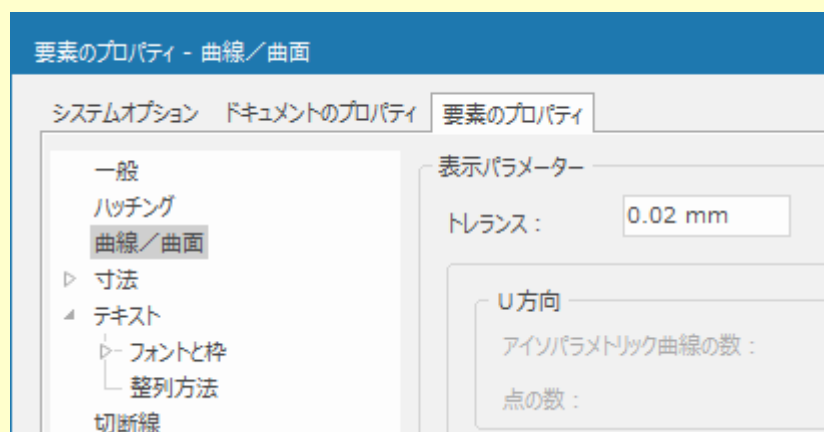 要素のプロパティ - 曲線／曲面
システムオプション ドキュメントのプロパティ 要素のプロパティ
一般
ハッチング
曲線／曲面
寸法
テキスト
フォントと枠
整列方法
切断線
表示パラメーター
トレランス： 0.02 mm
U方向
アイソパラメトリック曲線の数：
点の数：